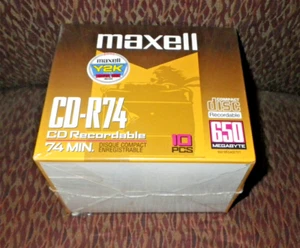 maxell
maxell
Y2K
CD-R74
CD Recordable
74 MIN.
DISQUE COMPACT
ENREGISTRABLE
10
PCS
disc
Recordable
650
MEGABYTE